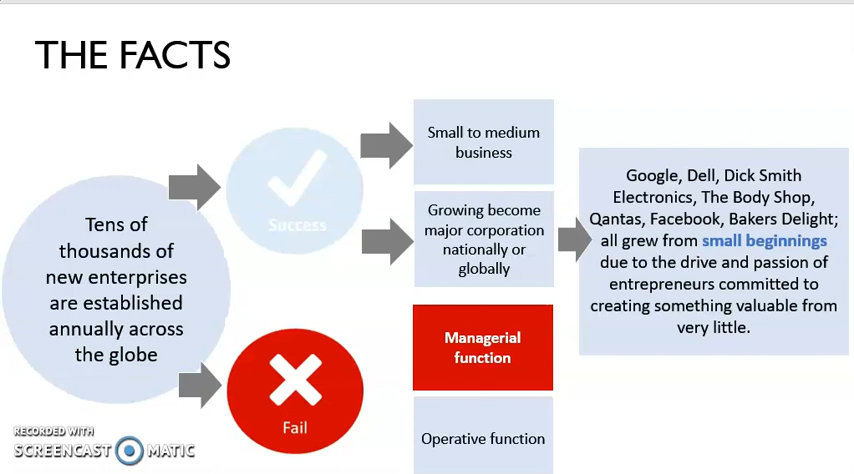 THE FACTS
Tens of
thousands of
new enterprises
are established
annually across
the globe
Success
Small to medium
business
Growing become
major corporation
nationally or
globally
Google, Dell, Dick Smith
Electronics, The Body Shop,
Qantas, Facebook, Bakers Delight;
all grew from small beginnings
due to the drive and passion of
entrepreneurs committed to
creating something valuable from
very little.
Fail
Managerial
function
Operative function
RECORDED WITH
SCREENCAST MATIC